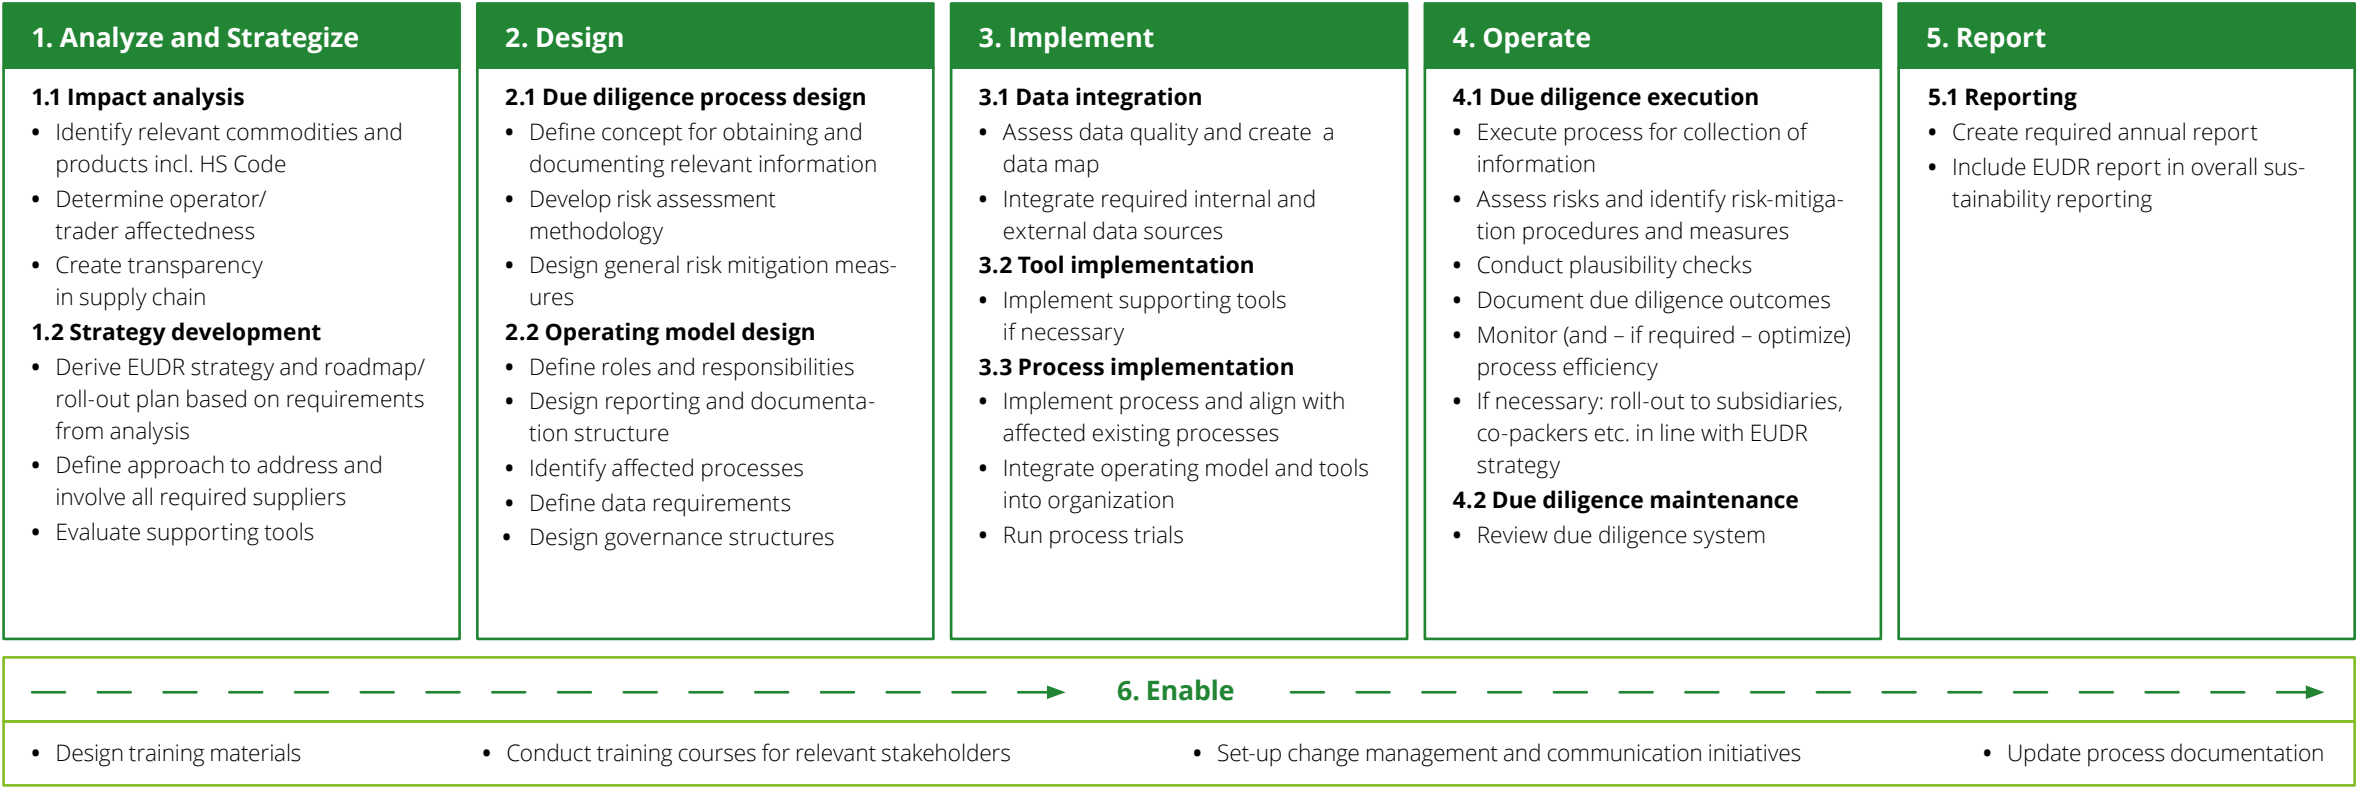 1. Analyze and Strategize
1.1 Impact analysis
• Identify relevant commodities and
products incl. HS Code
• Determine operator/
trader affectedness
• Create transparency
in supply chain
1.2 Strategy development
• Derive EUDR strategy and roadmap/
roll-out plan based on requirements
from analysis
• Define approach to address and
involve all required suppliers
• Evaluate supporting tools
2. Design
2.1 Due diligence process design
• Define concept for obtaining and
documenting relevant information
• Develop risk assessment
methodology
• Design general risk mitigation meas-
ures
2.2 Operating model design
• Define roles and responsibilities
• Design reporting and documenta-
tion structure
• Identify affected processes
• Define data requirements
• Design governance structures
3. Implement
3.1 Data integration
• Assess data quality and create a
data map
• Integrate required internal and
external data sources
3.2 Tool implementation
• Implement supporting tools
if necessary
3.3 Process implementation
• Implement process and align with
affected existing processes
• Integrate operating model and tools
into organization
• Run process trials
4. Operate
4.1 Due diligence execution
• Execute process for collection of
information
• Assess risks and identify risk-mitiga-
tion procedures and measures
• Conduct plausibility checks
• Document due diligence outcomes
• Monitor (and – if required – optimize)
process efficiency
• If necessary: roll-out to subsidiaries,
co-packers etc. in line with EUDR
strategy
4.2 Due diligence maintenance
• Review due diligence system
5. Report
5.1 Reporting
• Create required annual report
• Include EUDR report in overall sus-
tainability reporting
6. Enable
• Design training materials
• Conduct training courses for relevant stakeholders
• Set-up change management and communication initiatives
• Update process documentation